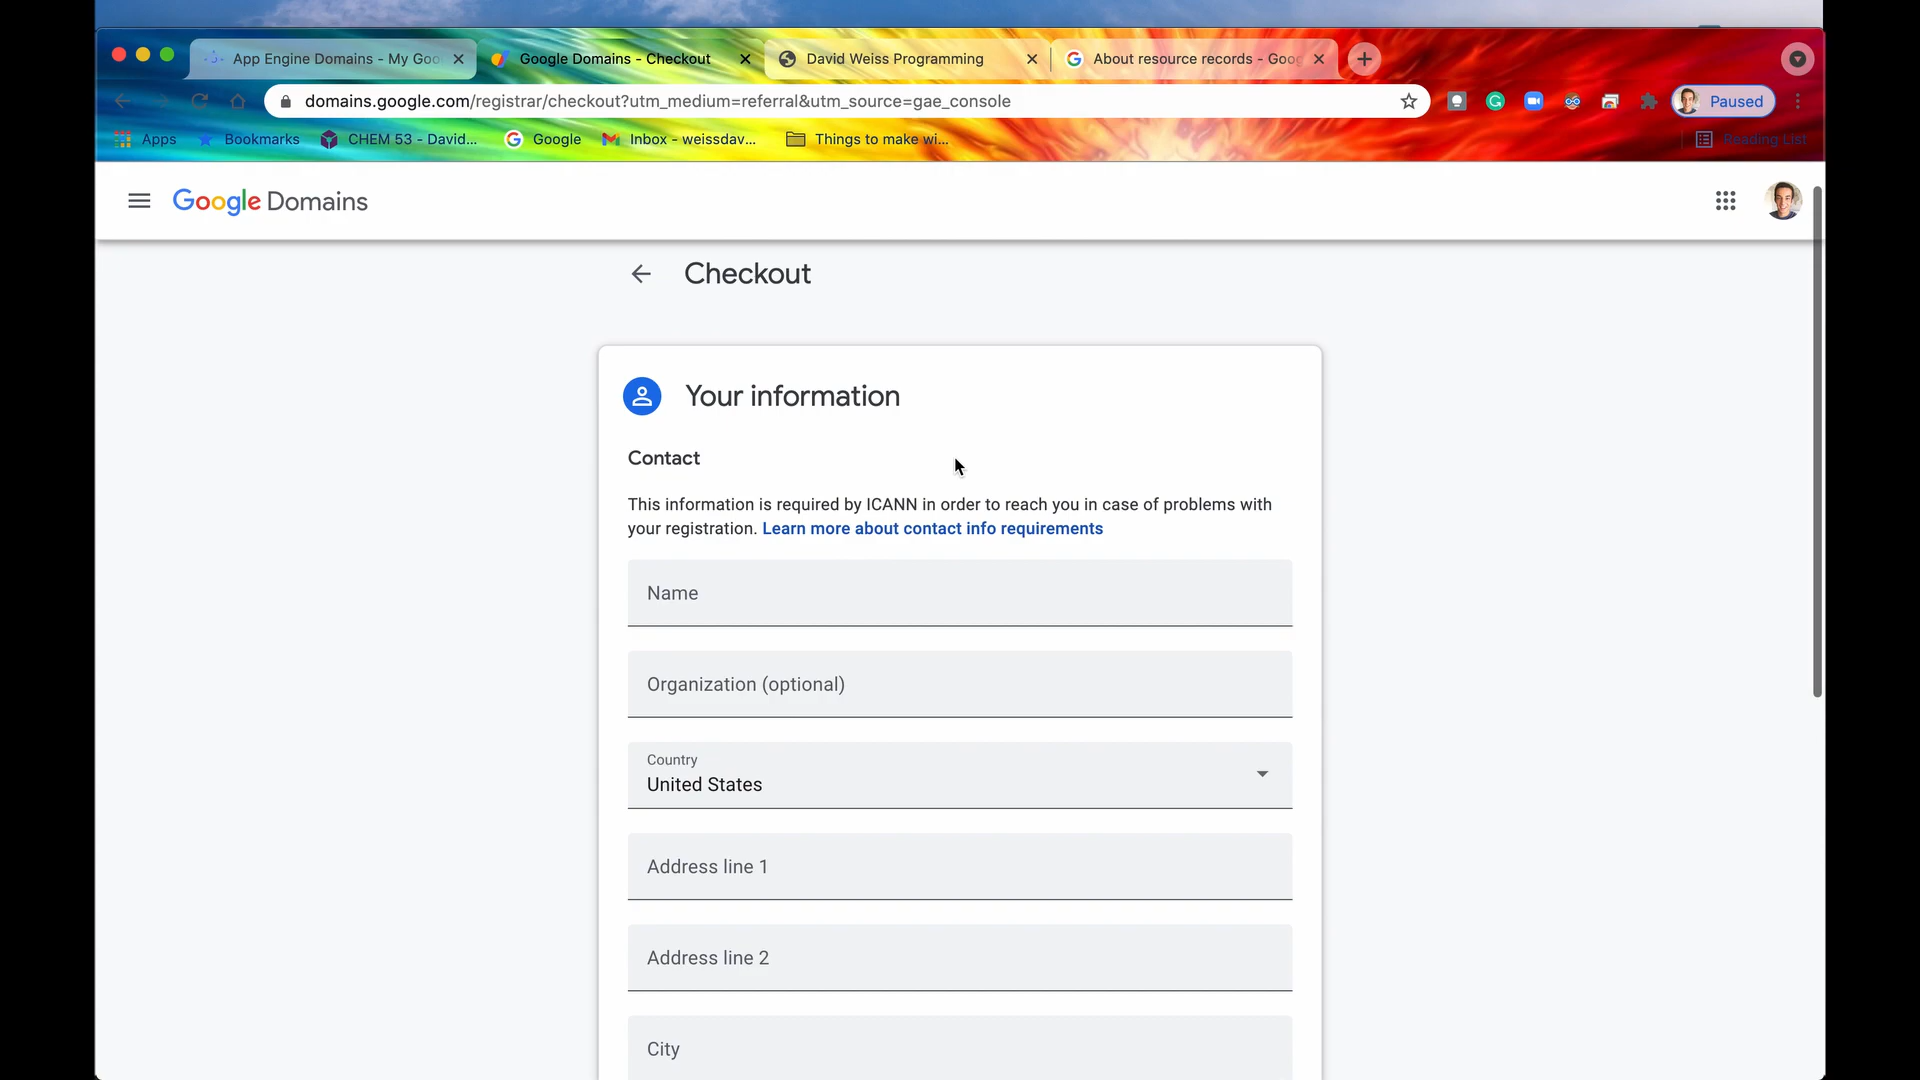 App Engine Domains - My Goo
Google Domains - Checkout
David Weiss Programming
About resource records - Goog
domains.google.com/registrar/checkout?utm_medium=referral&utm_source=gae_console
Paused
Apps
Bookmarks
CHEM 53 - David...
Google
Inbox - weissdav...
Things to make wi...
Reading List
Google Domains
Checkout
Your information
Contact
This information is required by ICANN in order to reach you in case of problems with
your registration. Learn more about contact info requirements
Name
Organization (optional)
Country
United States
Address line 1
Address line 2
City